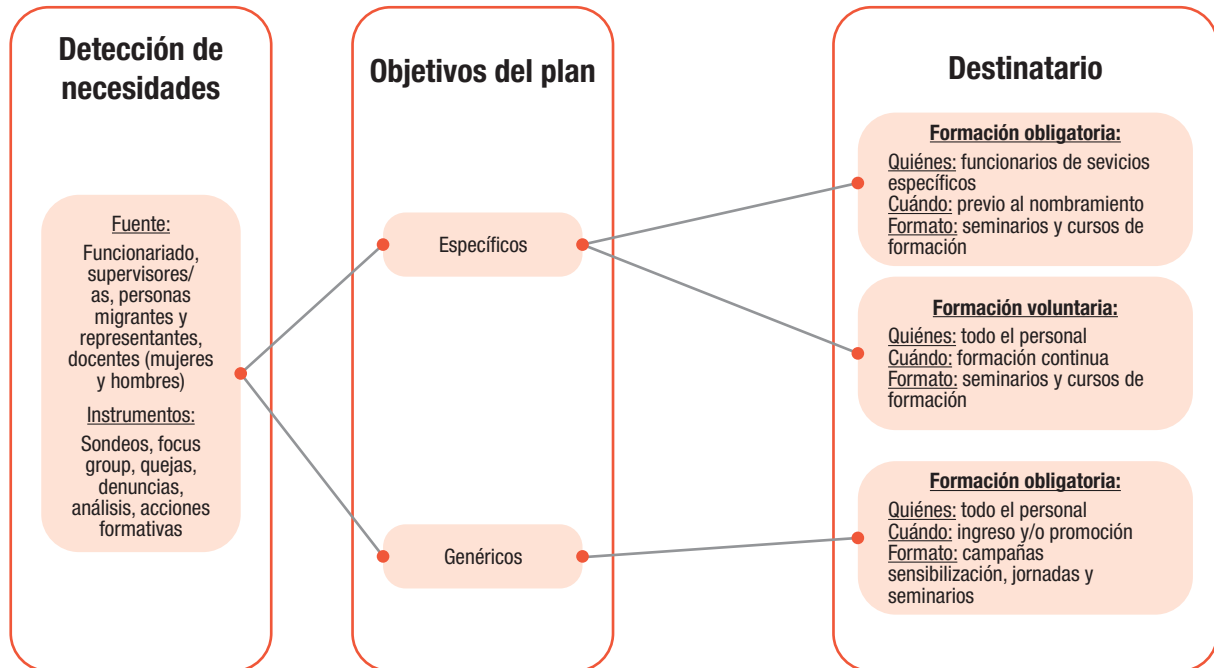 Detección de
necesidades
Fuente:
Funcionariado,
supervisores/
as, personas
migrantes y
representantes,
docentes (mujeres
y hombres)
Instrumentos:
Sondeos, focus
group, quejas,
denuncias,
análisis, acciones
formativas
Objetivos del plan
Específicos
Genéricos
Destinatario
Formación obligatoria:
Quiénes: funcionarios de sevicios
específicos
Cuándo: previo al nombramiento
Formato: seminarios y cursos de
formación
Formación voluntaria:
Quiénes: todo el personal
Cuándo: formación continua
Formato: seminarios y cursos de
formación
Formación obligatoria:
Quiénes: todo el personal
Cuándo: ingreso y/o promoción
Formato: campañas
sensibilización, jornadas y
seminarios